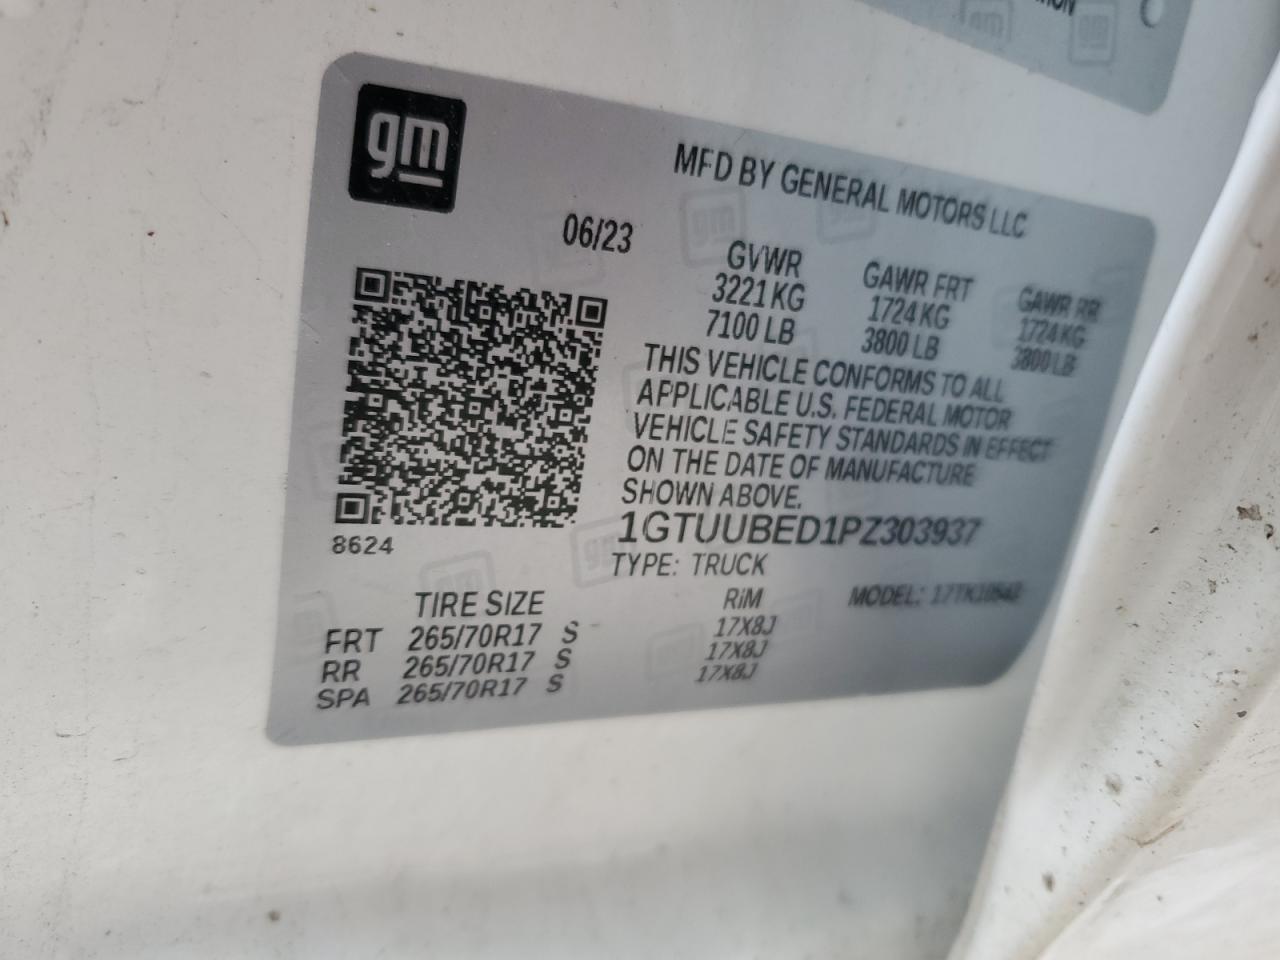 gm
MFD BY GENERAL MOTORS LLC
06/23
GVWR GAWR FRT GAWR RR
3221 KG 1724 KG 1724 KG
7100 LB 3800 LB 3800 LB
THIS VEHICLE CONFORMS TO ALL
APPLICABLE U.S. FEDERAL MOTOR
VEHICLE SAFETY STANDARDS IN EFFECT
ON THE DATE OF MANUFACTURE
SHOWN ABOVE.
1GTUUBED1PZ303937
8624
TYPE: TRUCK
TIRE SIZE RIM MODEL:
FRT 265/70R17 S 17X8J
RR 265/70R17 S 17X8J
SPA 265/70R17 S 17X8J